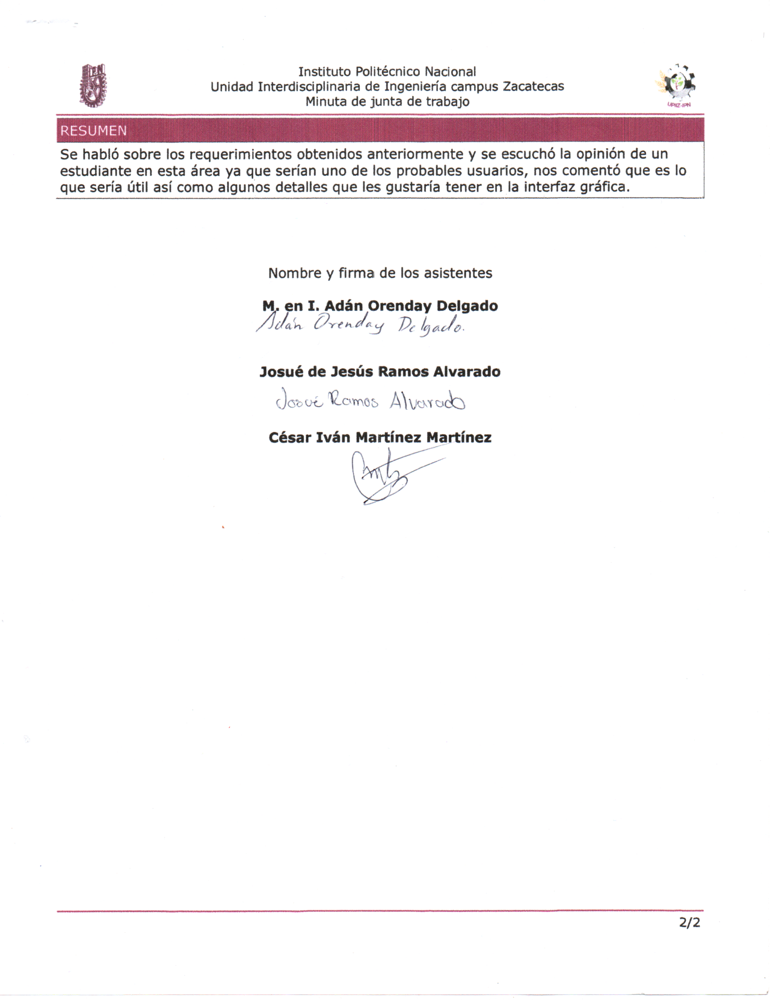 IPN
Instituto Politécnico Nacional
Unidad Interdisciplinaria de Ingeniería campus Zacatecas
Minuta de junta de trabajo
UPIIZ-IPN
RESUMEN
Se habló sobre los requerimientos obtenidos anteriormente y se escuchó la opinión de un
estudiante en esta área ya que serían uno de los probables usuarios, nos comentó que es lo
que sería útil así como algunos detalles que les gustaría tener en la interfaz gráfica.
Nombre y firma de los asistentes
M. en I. Adán Orenday Delgado
Adán Orenday Delgado.
Josué de Jesús Ramos Alvarado
Josué Ramos Alvarado
César Iván Martínez Martínez
2/2